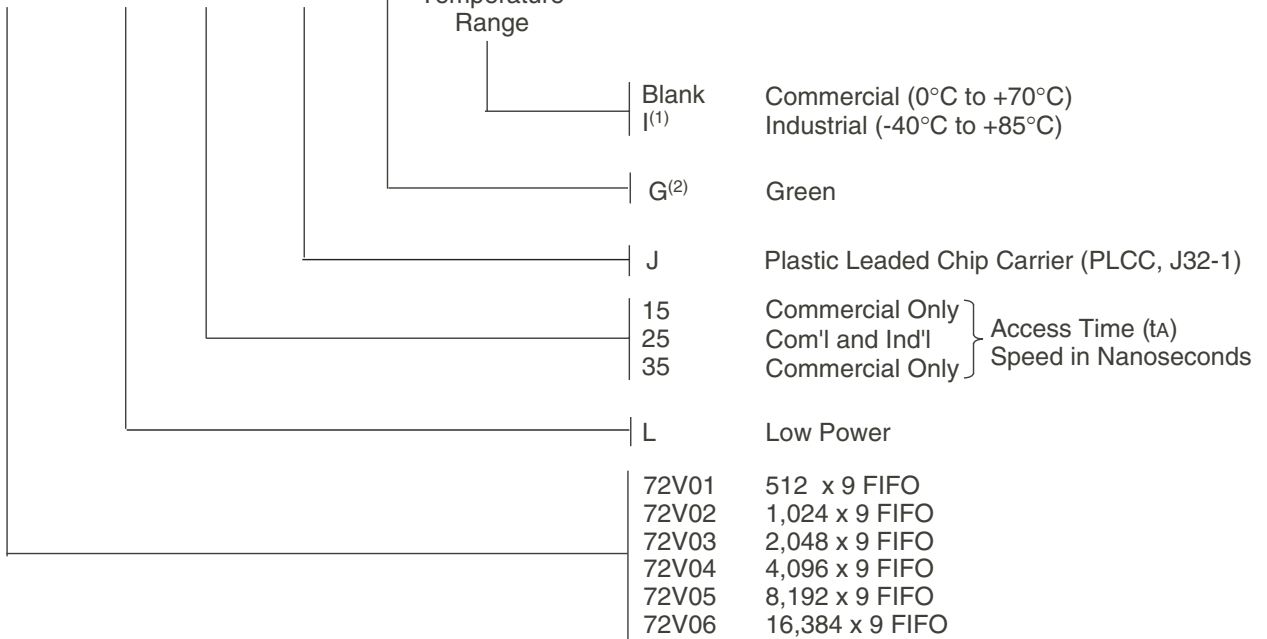 Range
Blank Commercial (0°C to +70°C)
I(1) Industrial (-40°C to +85°C)
G(2) Green
J Plastic Leaded Chip Carrier (PLCC, J32-1)
15 Commercial Only
25 Com'l and Ind'l
35 Commercial Only
Access Time (tA)
Speed in Nanoseconds
L Low Power
72V01 512 x 9 FIFO
72V02 1,024 x 9 FIFO
72V03 2,048 x 9 FIFO
72V04 4,096 x 9 FIFO
72V05 8,192 x 9 FIFO
72V06 16,384 x 9 FIFO